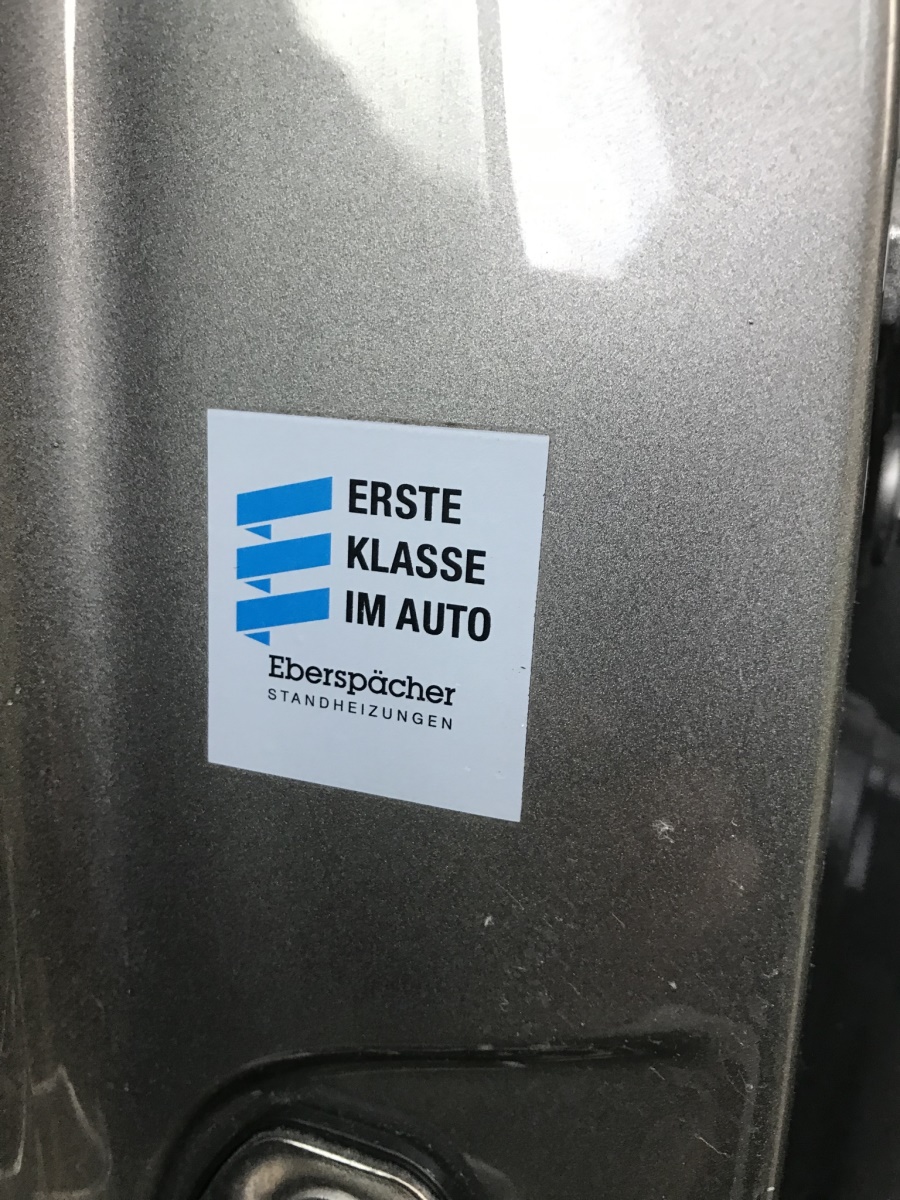 ERSTE
KLASSE
IM AUTO
Eberspächer
STANDHEIZUNGEN